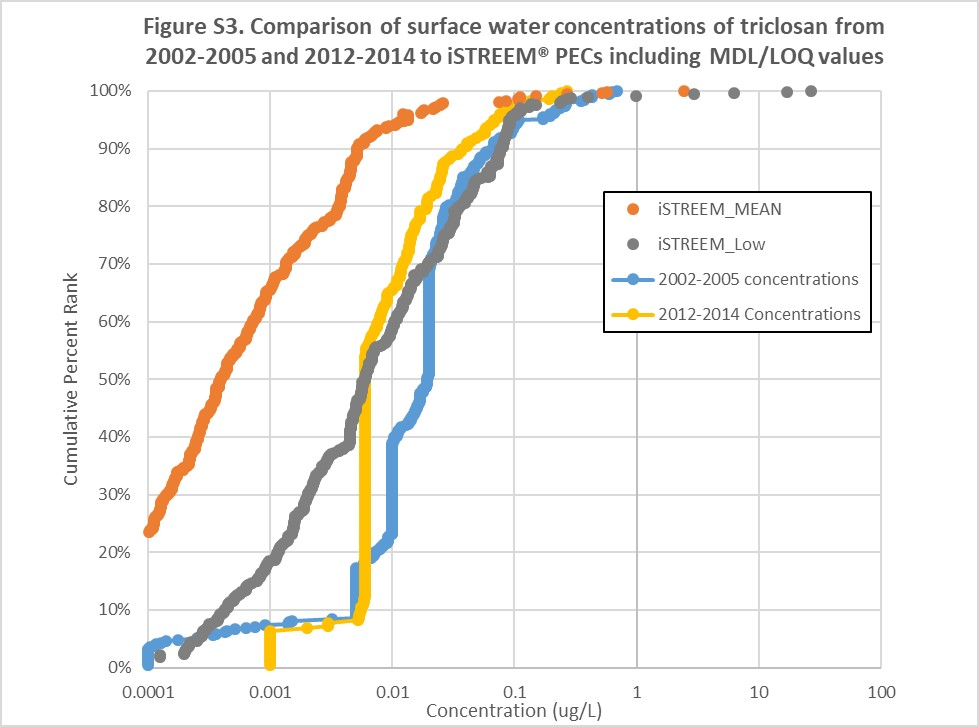 Figure S3. Comparison of surface water concentrations of triclosan from
2002-2005 and 2012-2014 to iSTREEM® PECs including MDL/LOQ values
100%
90%
80%
70%
60%
50%
40%
30%
20%
10%
0%
Cumulative Percent Rank
iSTREEM_MEAN
iSTREEM_Low
2002-2005 concentrations
2012-2014 Concentrations
0.0001 0.001 0.01 0.1 1 10 100
Concentration (ug/L)